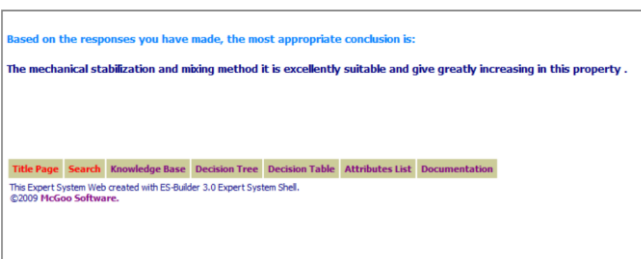 Based on the responses you have made, the most appropriate conclusion is:
The mechanical stabilization and mixing method it is excellently suitable and give greatly increasing in this property .
Title Page Search Knowledge Base Decision Tree Decision Table Attributes List Documentation
This Expert System Web created with ES-Builder 3.0 Expert System Shell.
©2009 McGoo Software.